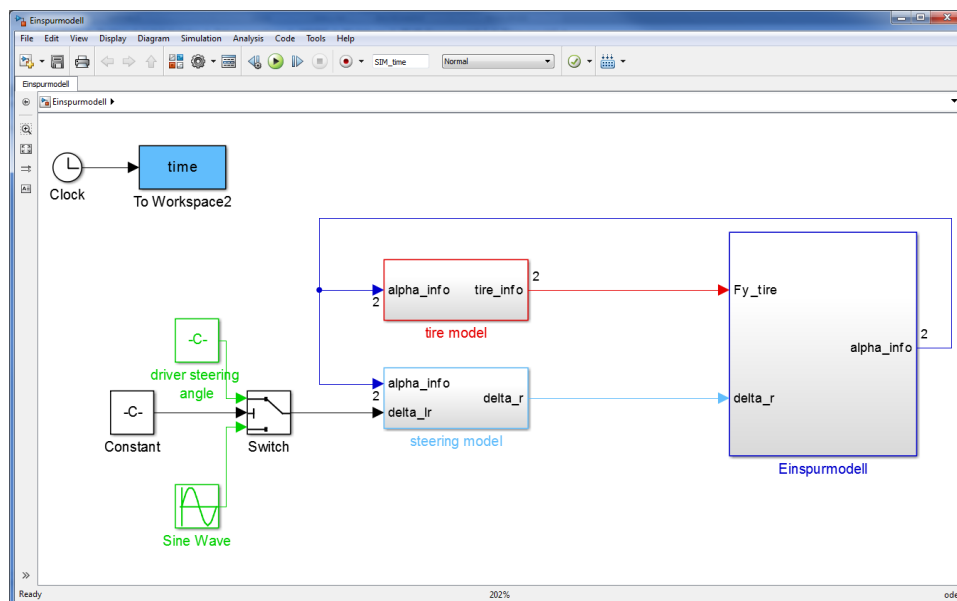 Einspurmodell
File Edit View Display Diagram Simulation Analysis Code Tools Help
SIM_time Normal
Einspurmodell
Einspurmodell
time
Clock
To Workspace2
2
alpha_info tire_info
2
tire model
Fy_tire
2
alpha_info
-C-
driver steering
angle
alpha_info
2
delta_lr
delta_r
steering model
delta_r
-C-
Constant
Switch
Einspurmodell
Sine Wave
Ready 202% ode